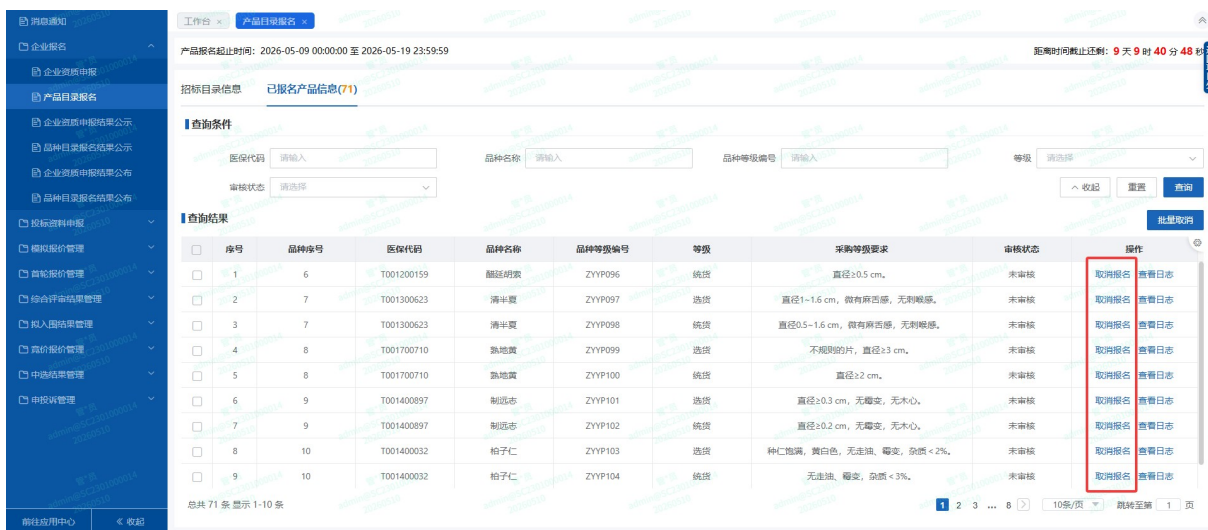 消息通知
企业报名
企业资质申报
产品目录报名
企业资质申报结果公示
品种目录报名结果公示
企业资质申报结果公布
品种目录报名结果公布
投标资料申报
模拟报价管理
首轮报价管理
综合评审结果管理
拟入围结果管理
竞价报价管理
中选结果管理
申投诉管理
前往应用中心 《 收起
工作台 × 产品目录报名 ×
产品报名起止时间：2026-05-09 00:00:00 至 2026-05-19 23:59:59 距离时间截止还剩：9 天 9 时 40 分 48 秒
招标目录信息 已报名产品信息(71)
查询条件
医保代码 请输入 品种名称 请输入 品种等级编号 请输入 等级 请选择
审核状态 请选择 收起 重置 查询
查询结果 批量取消
序号 品种序号 医保代码 品种名称 品种等级编号 等级 采购等级要求 审核状态 操作
1 6 T001200159 醋延胡索 ZYYP096 统货 直径≥0.5 cm。 未审核 取消报名 查看日志
2 7 T001300623 清半夏 ZYYP097 选货 直径1~1.6 cm，微有麻舌感，无刺喉感。 未审核 取消报名 查看日志
3 7 T001300623 清半夏 ZYYP098 统货 直径0.5~1.6 cm，微有麻舌感，无刺喉感。 未审核 取消报名 查看日志
4 8 T001700710 熟地黄 ZYYP099 选货 不规则的片，直径≥3 cm。 未审核 取消报名 查看日志
5 8 T001700710 熟地黄 ZYYP100 统货 直径≥2 cm。 未审核 取消报名 查看日志
6 9 T001400897 制远志 ZYYP101 选货 直径≥0.3 cm，无霉变，无木心。 未审核 取消报名 查看日志
7 9 T001400897 制远志 ZYYP102 统货 直径≥0.2 cm，无霉变，无木心。 未审核 取消报名 查看日志
8 10 T001400032 柏子仁 ZYYP103 选货 种仁饱满，黄白色，无走油、霉变，杂质＜2%。 未审核 取消报名 查看日志
9 10 T001400032 柏子仁 ZYYP104 统货 无走油、霉变，杂质＜3%。 未审核 取消报名 查看日志
总共 71 条 显示 1-10 条 1 2 3 ... 8 > 10条/页 跳转至第 1 页